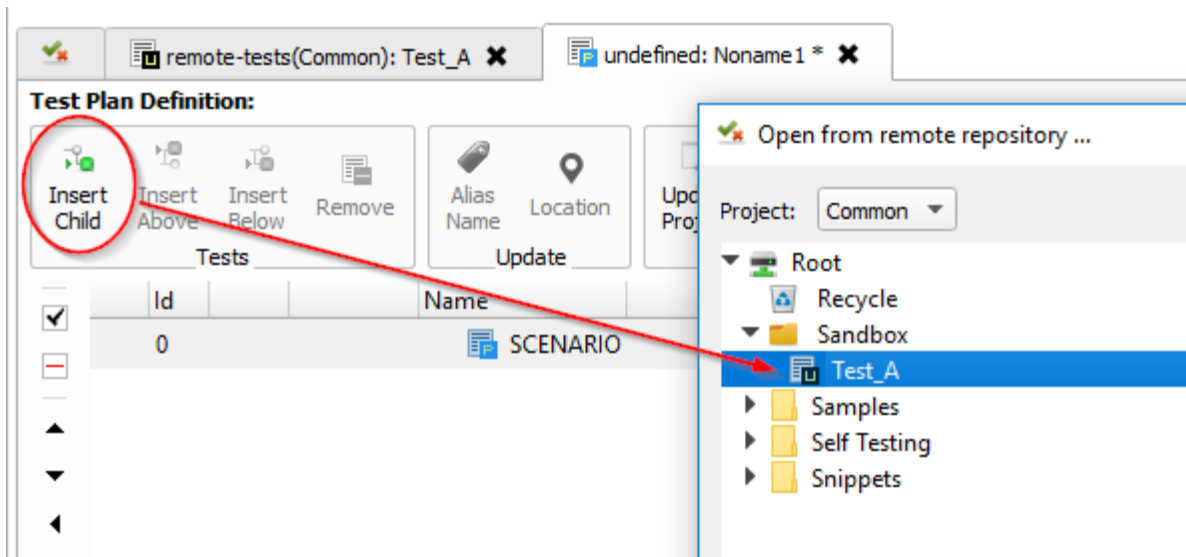 remote-tests(Common): Test_A
undefined: Noname1 *
Test Plan Definition:
Insert Child
Insert Above
Insert Below
Remove
Tests
Alias Name
Location
Update
Id
Name
0
SCENARIO
Open from remote repository ...
Project:
Common
Root
Recycle
Sandbox
Test_A
Samples
Self Testing
Snippets